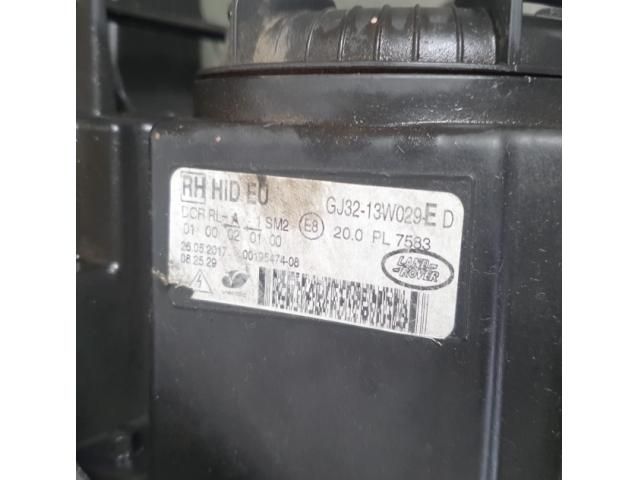 RH HID EU GJ32-13W029-E D
DCR RL- A SM2 E8 20.0 PL 7583
01 00 02 01 00
26.05.2017 00195474-08
08 25 29
LAND ROVER